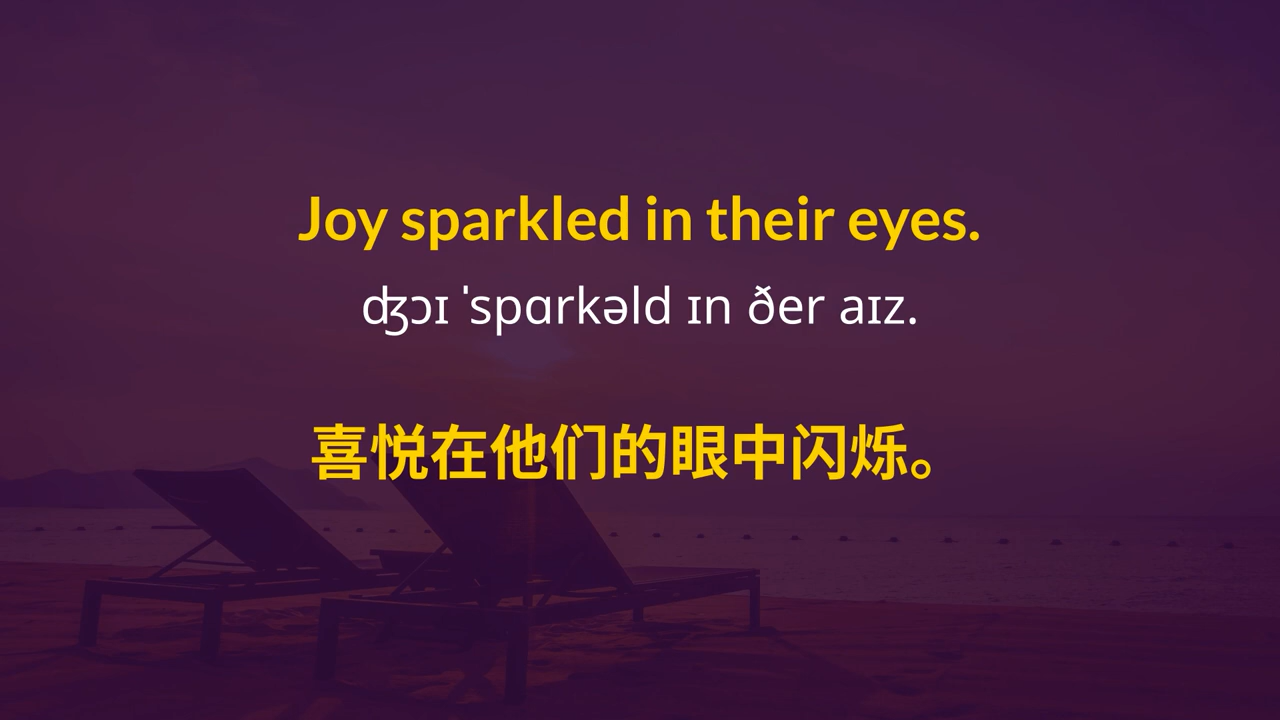 Joy sparkled in their eyes.
ʤɔɪ ˈspɑrkəld ɪn ðer aɪz.
喜悦在他们的眼中闪烁。